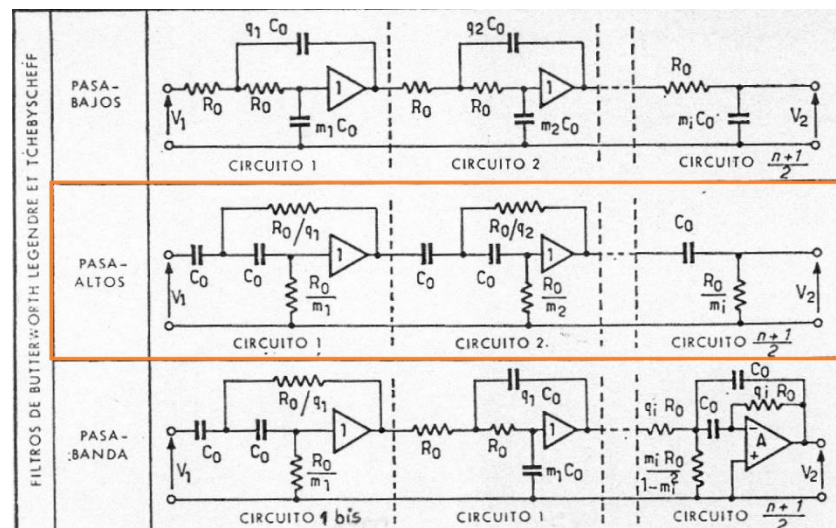 FILTROS DE BUTTERWORTH LEGENDRE ET TCHEBYSCHEFF
PASA-
BAJOS
V1
R0
R0
q1 C0
m1 C0
1
CIRCUITO 1
R0
R0
q2 C0
m2 C0
1
CIRCUITO 2
R0
mi C0
V2
CIRCUITO n+1/2
PASA-
ALTOS
V1
C0
C0
R0/q1
R0/m1
1
CIRCUITO 1
C0
C0
R0/q2
R0/m2
1
CIRCUITO 2.
C0
R0/mi
V2
CIRCUITO n+1/2
PASA-
BANDA
V1
C0
C0
R0/q1
R0/m1
1
CIRCUITO 1 bis
R0
R0
q1 C0
m1 C0
1
CIRCUITO 1
qi R0
C0
C0
qi R0
mi R0/1-mi²
-
A
+
V2
CIRCUITO n+1/2